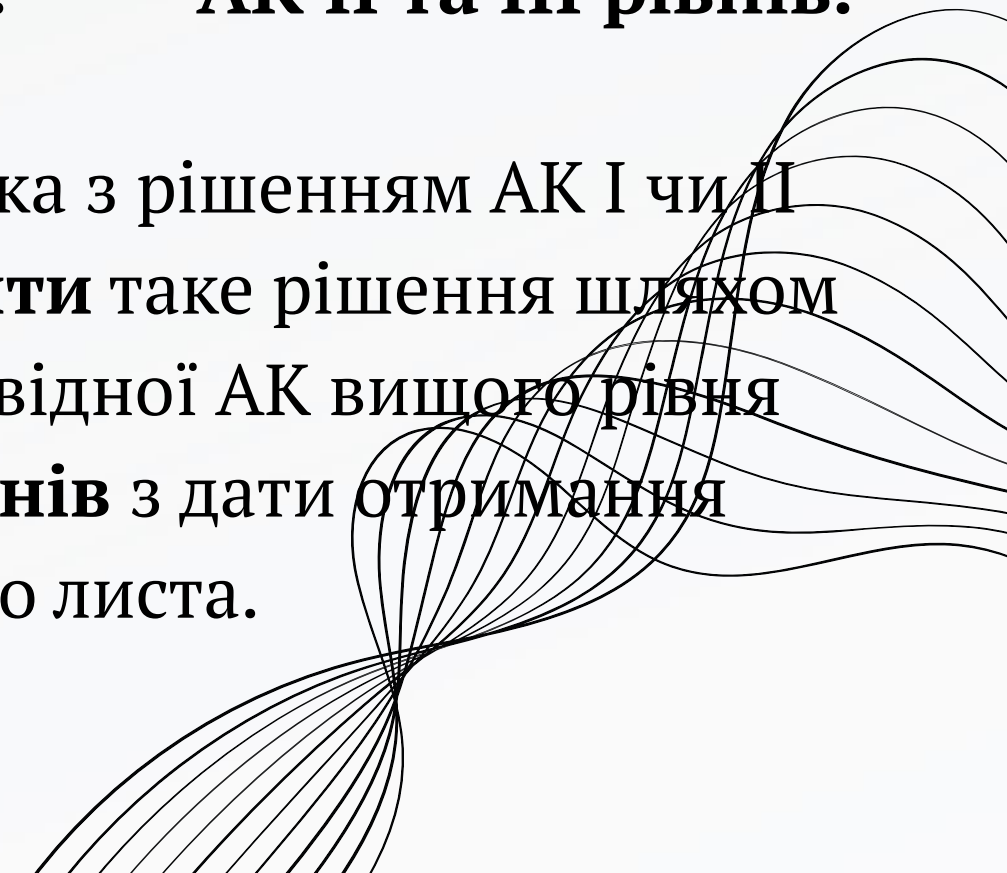 АК ІІ та ІІІ рівнів.
ка з рішенням АК І чи ІІ
ти таке рішення шляхом
відної АК вищого рівня
нів з дати отримання
о листа.